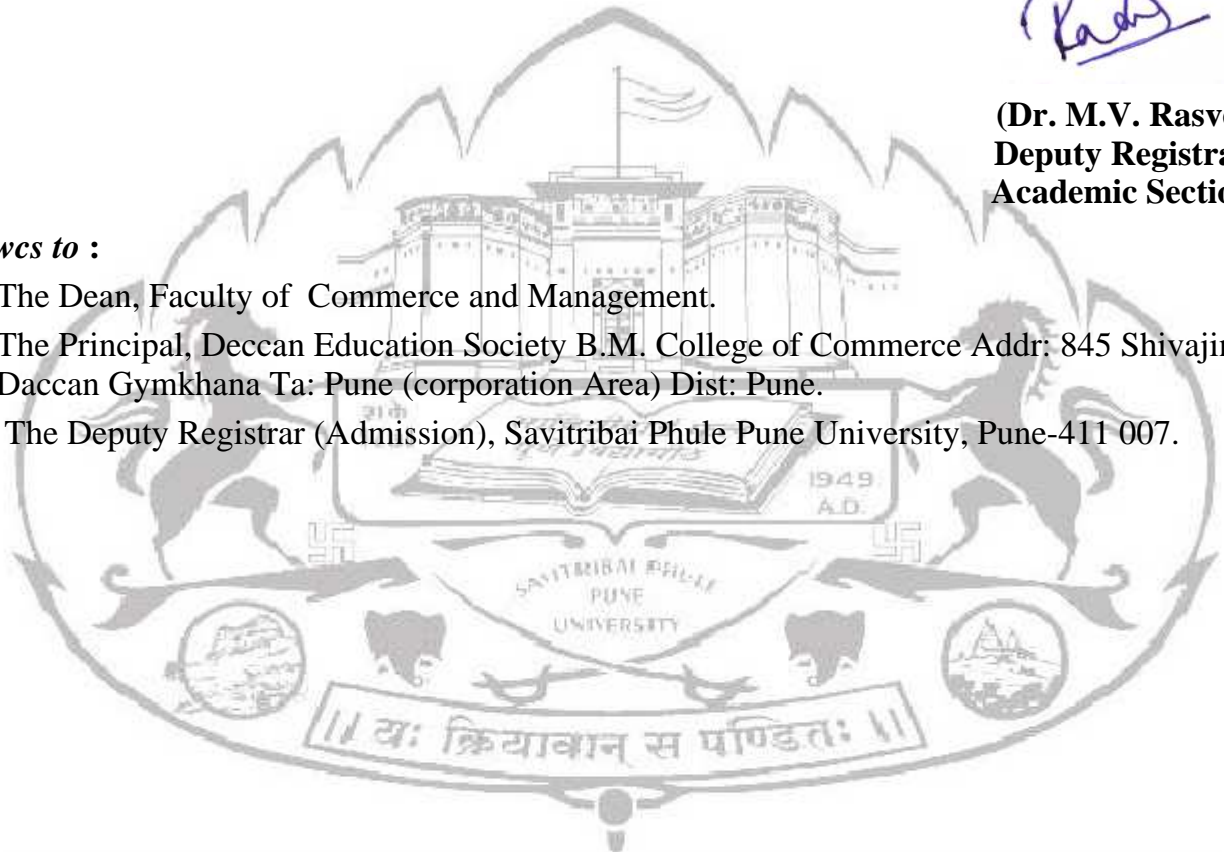 (Dr. M.V. Rasv
Deputy Registra
Academic Sectio
wcs to :
The Dean, Faculty of Commerce and Management.
The Principal, Deccan Education Society B.M. College of Commerce Addr: 845 Shivajin
Daccan Gymkhana Ta: Pune (corporation Area) Dist: Pune.
The Deputy Registrar (Admission), Savitribai Phule Pune University, Pune-411 007.
1949
A.D.
SAVITRIBAI PHULE
PUNE
UNIVERSITY
|| यः क्रियावान् स पण्डितः ||